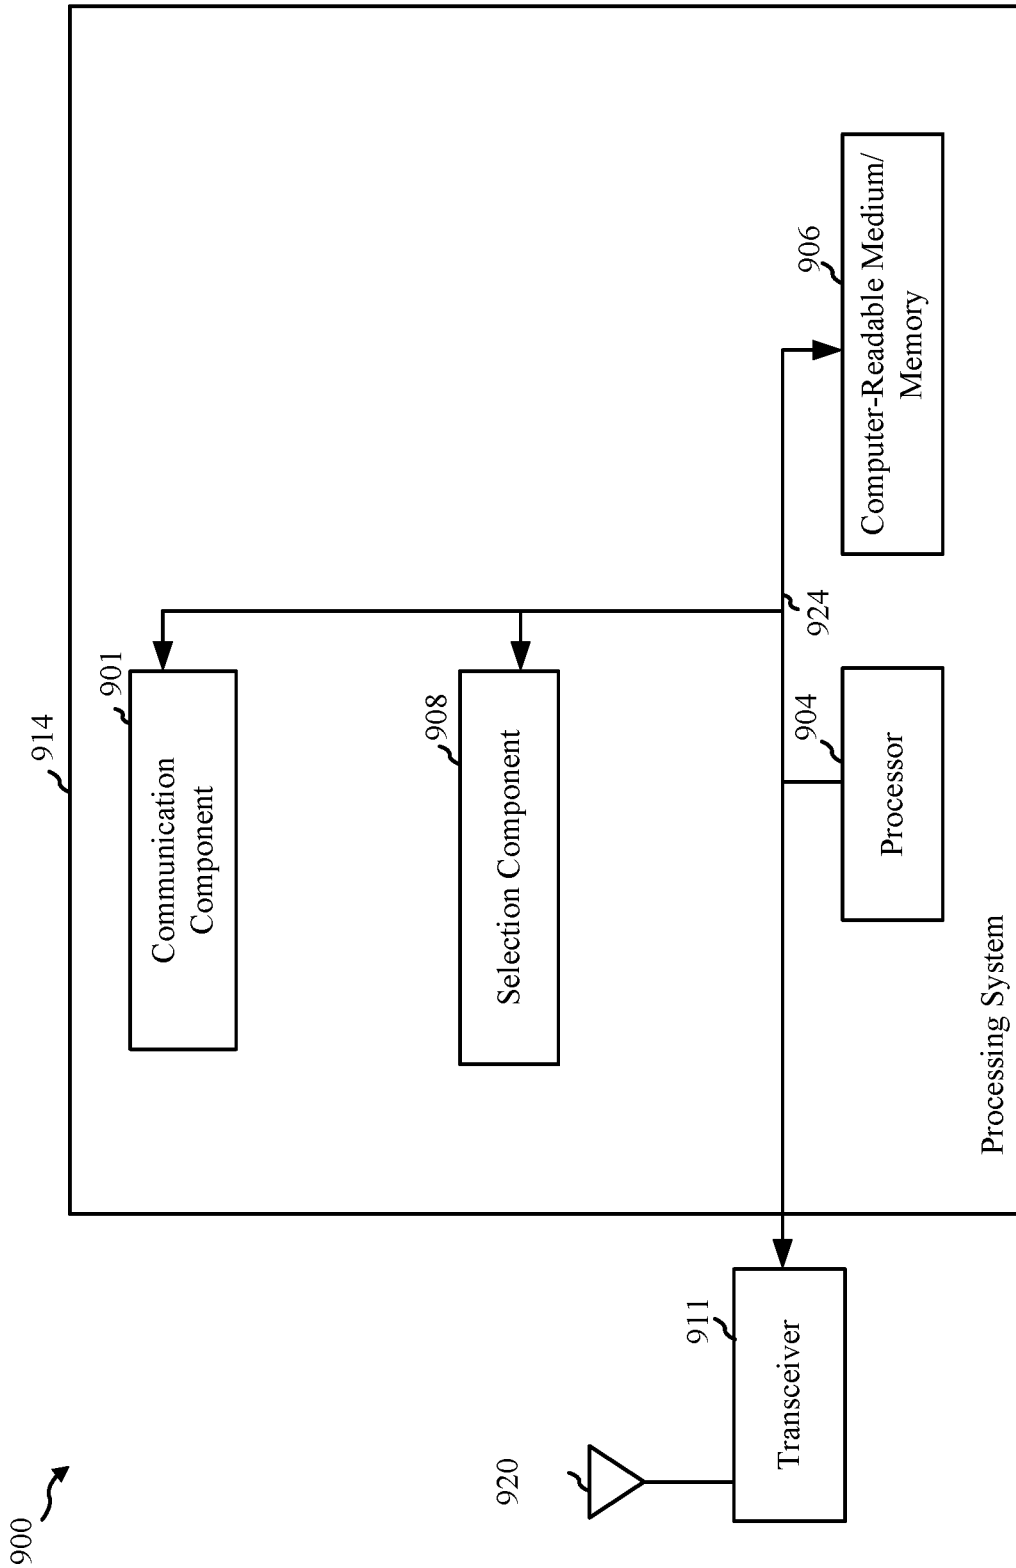 900
914
901
Communication
Component
908
Selection Component
920
911
Transceiver
924
904
Processor
906
Computer-Readable Medium/
Memory
Processing System